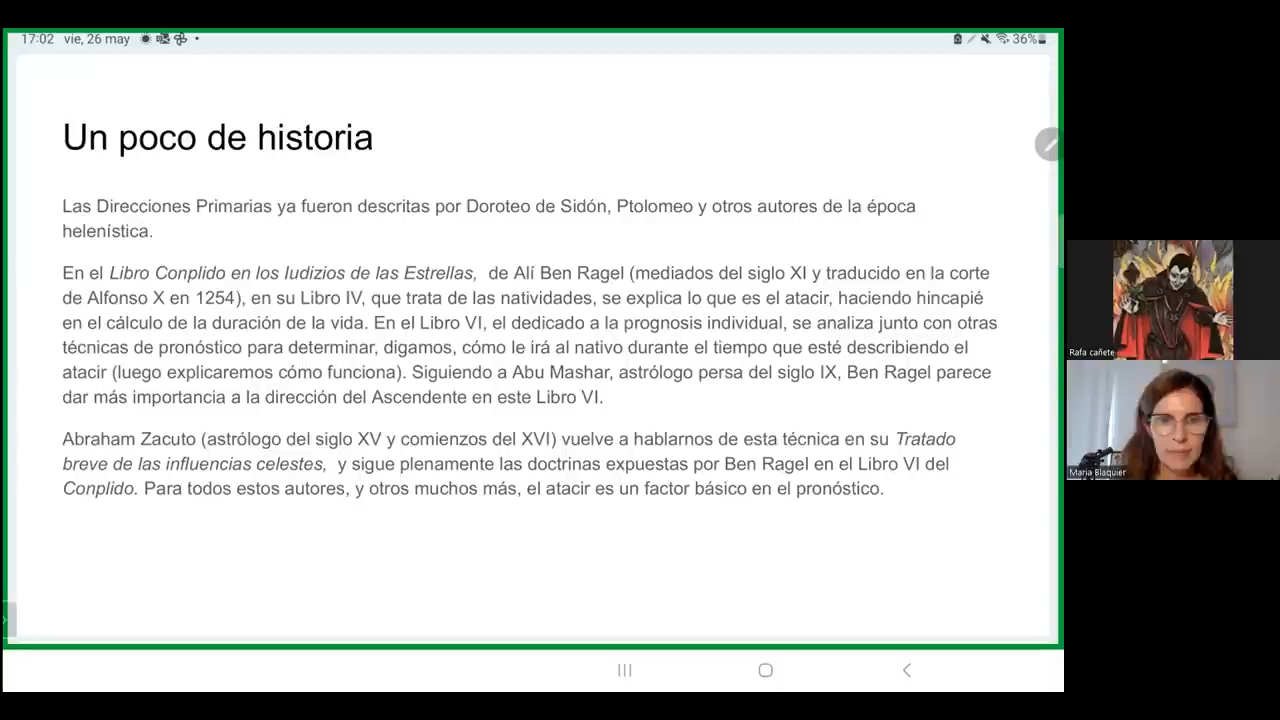 17:02 vie, 26 may
36%
Un poco de historia
Las Direcciones Primarias ya fueron descritas por Doroteo de Sidón, Ptolomeo y otros autores de la época
helenística.
En el Libro Conplido en los Iudizios de las Estrellas, de Alí Ben Ragel (mediados del siglo XI y traducido en la corte
de Alfonso X en 1254), en su Libro IV, que trata de las natividades, se explica lo que es el atacir, haciendo hincapié
en el cálculo de la duración de la vida. En el Libro VI, el dedicado a la prognosis individual, se analiza junto con otras
técnicas de pronóstico para determinar, digamos, cómo le irá al nativo durante el tiempo que esté describiendo el
atacir (luego explicaremos cómo funciona). Siguiendo a Abu Mashar, astrólogo persa del siglo IX, Ben Ragel parece
dar más importancia a la dirección del Ascendente en este Libro VI.
Abraham Zacuto (astrólogo del siglo XV y comienzos del XVI) vuelve a hablarnos de esta técnica en su Tratado
breve de las influencias celestes, y sigue plenamente las doctrinas expuestas por Ben Ragel en el Libro VI del
Conplido. Para todos estos autores, y otros muchos más, el atacir es un factor básico en el pronóstico.
Rafa cañete
Maria Blaquier